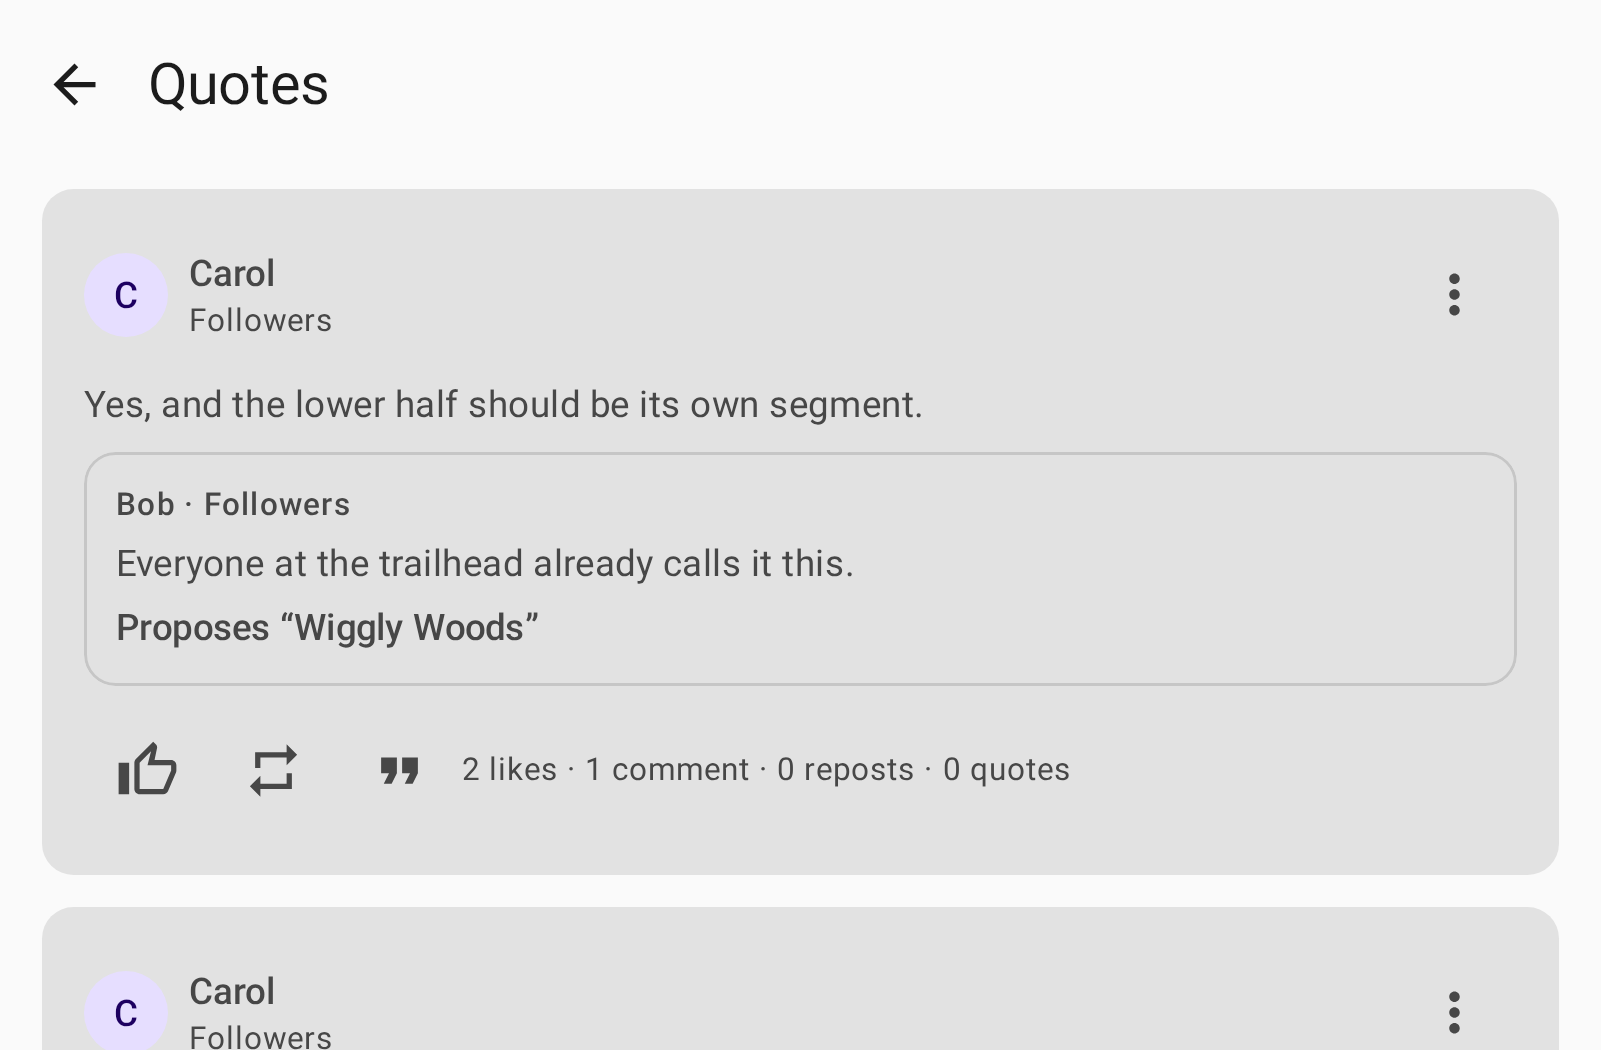 Quotes
C
Carol
Followers
Yes, and the lower half should be its own segment.
Bob · Followers
Everyone at the trailhead already calls it this.
Proposes “Wiggly Woods”
2 likes · 1 comment · 0 reposts · 0 quotes
C
Carol
Followers